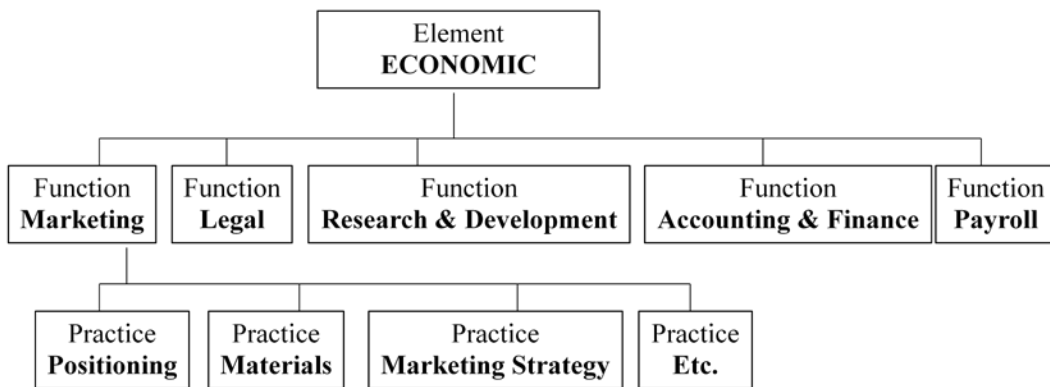 Element
ECONOMIC
Function
Marketing
Function
Legal
Function
Research & Development
Function
Accounting & Finance
Function
Payroll
Practice
Positioning
Practice
Materials
Practice
Marketing Strategy
Practice
Etc.